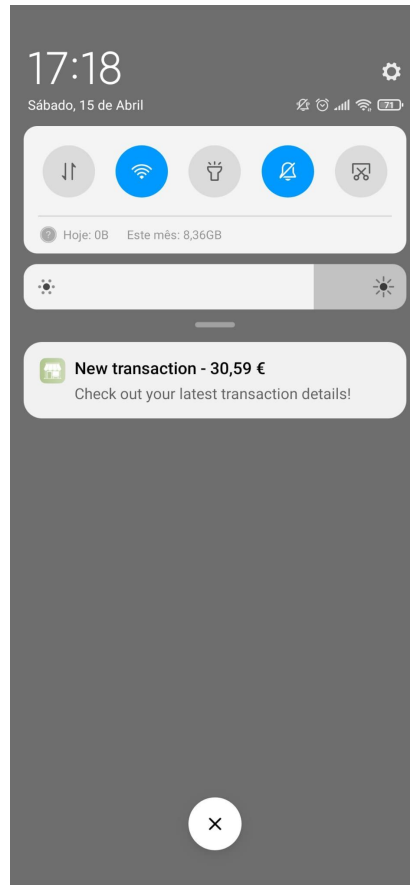 17:18
Sábado, 15 de Abril
71
? Hoje: 0B Este mês: 8,36GB
New transaction - 30,59 €
Check out your latest transaction details!